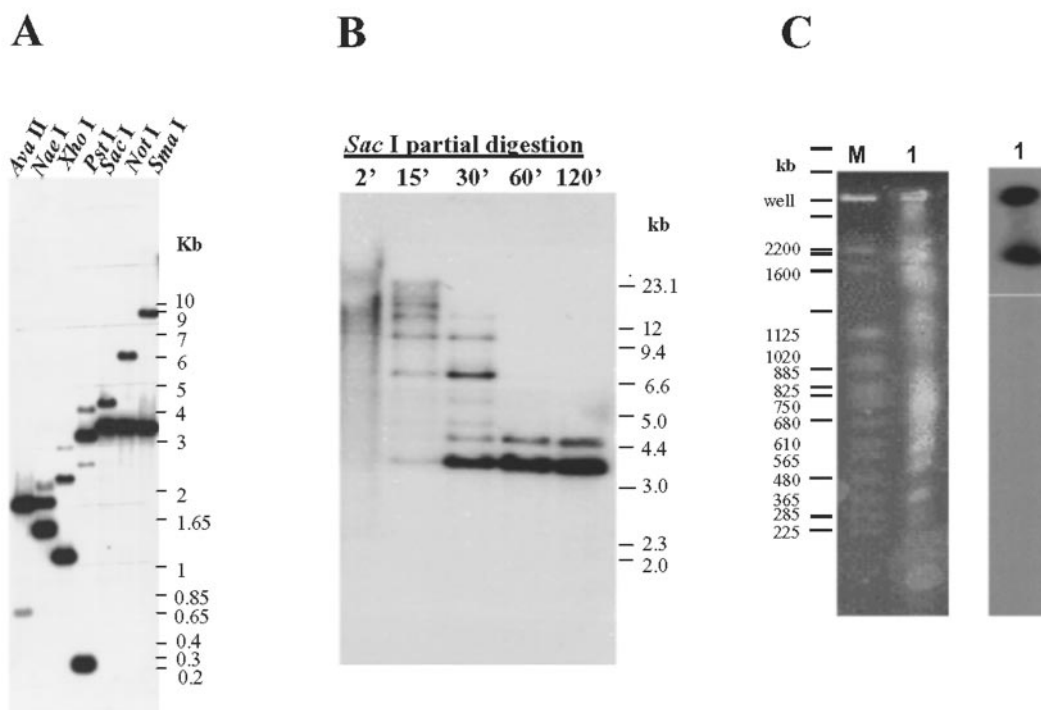 A
B
C
Ava II
Nae I
Xho I
Pst I
Sac I
Not I
Sma I
Kb
10
9
7
6
5
4
3
2
1.65
1
0.85
0.65
0.4
0.3
0.2
Sac I partial digestion
2’ 15’ 30’ 60’ 120’
kb
23.1
12
9.4
6.6
5.0
4.4
3.0
2.3
2.0
kb M 1
well
2200
1600
1125
1020
885
825
750
680
610
565
480
365
285
225
1